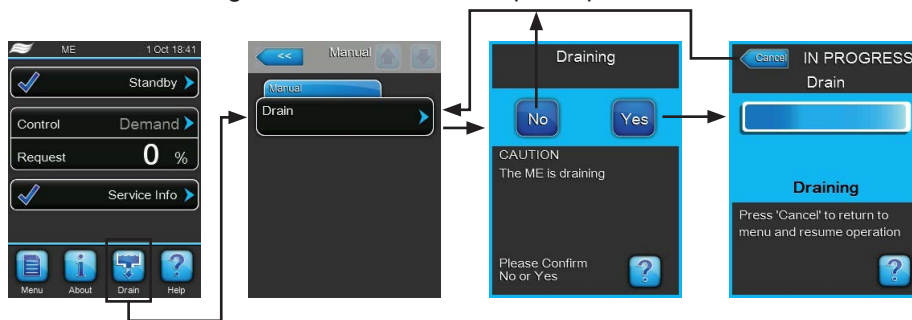 ME 1 Oct 18:41
Standby
Control Demand
Request 0 %
Service Info
Menu About Drain Help
<< Manual
Manual
Drain
Draining
No Yes
CAUTION
The ME is draining
Please Confirm
No or Yes
?
Cancel IN PROGRESS
Drain
Draining
Press 'Cancel' to return to
menu and resume operation
?